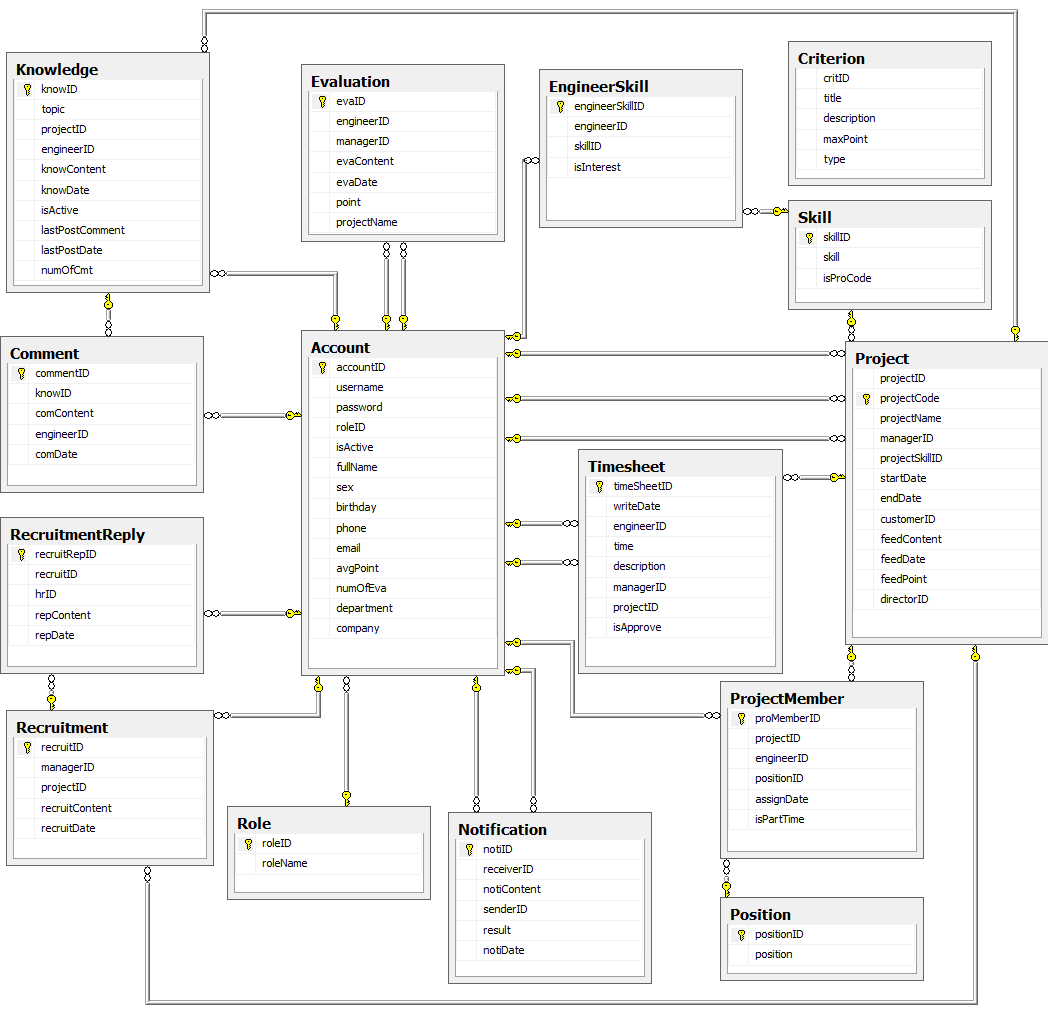 Knowledge
knowID
topic
projectID
engineerID
knowContent
knowDate
isActive
lastPostComment
lastPostDate
numOfCmt
Evaluation
evaID
engineerID
managerID
evaContent
evaDate
point
projectName
EngineerSkill
engineerSkillID
engineerID
skillID
isInterest
Criterion
critID
title
description
maxPoint
type
Skill
skillID
skill
isProCode
Comment
commentID
knowID
comContent
engineerID
comDate
Account
accountID
username
password
roleID
isActive
fullName
sex
birthday
phone
email
avgPoint
numOfEva
department
company
Project
projectID
projectCode
projectName
managerID
projectSkillID
startDate
endDate
customerID
feedContent
feedDate
feedPoint
directorID
Timesheet
timeSheetID
writeDate
engineerID
time
description
managerID
projectID
isApprove
RecruitmentReply
recruitRepID
recruitID
hrID
repContent
repDate
Recruitment
recruitID
managerID
projectID
recruitContent
recruitDate
Role
roleID
roleName
Notification
notiID
receiverID
notiContent
senderID
result
notiDate
ProjectMember
proMemberID
projectID
engineerID
positionID
assignDate
isPartTime
Position
positionID
position